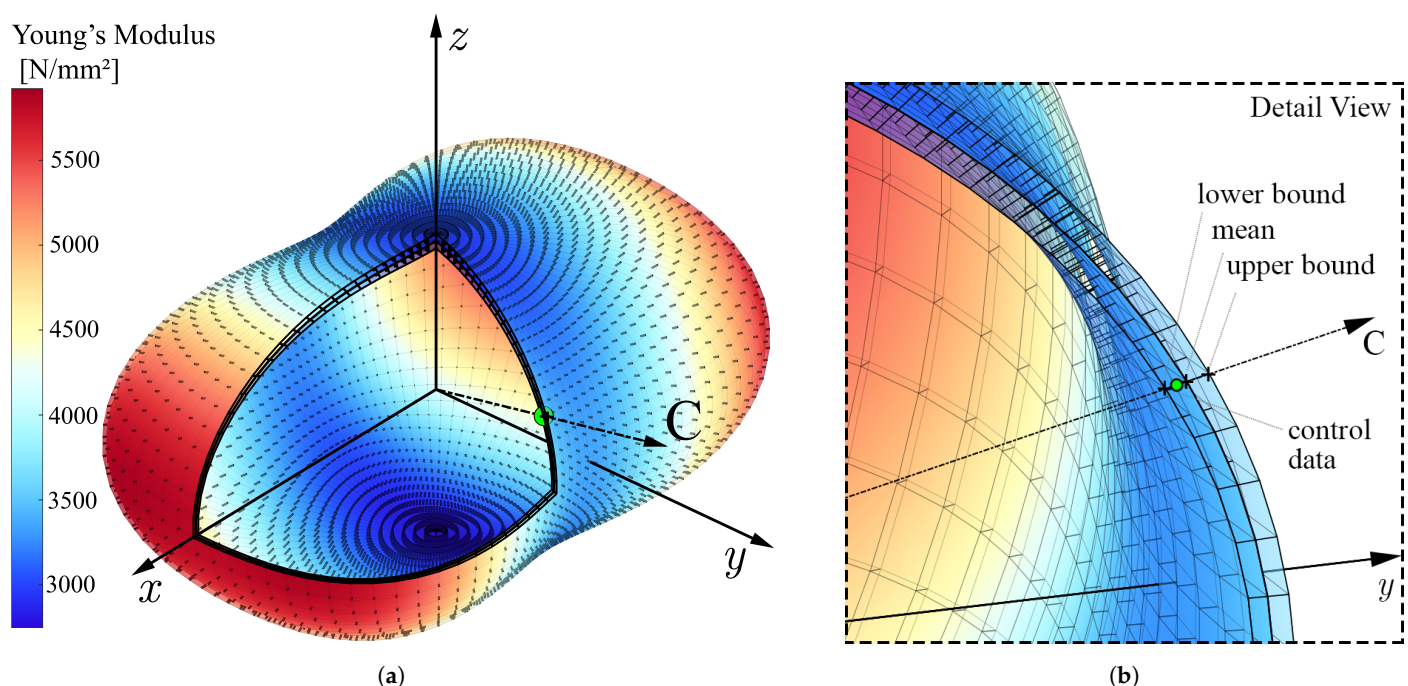 Young's Modulus
[N/mm²]
5500
5000
4500
4000
3500
3000
z
C
x
y
(a)
Detail View
lower bound
mean
upper bound
C
control
data
y
(b)